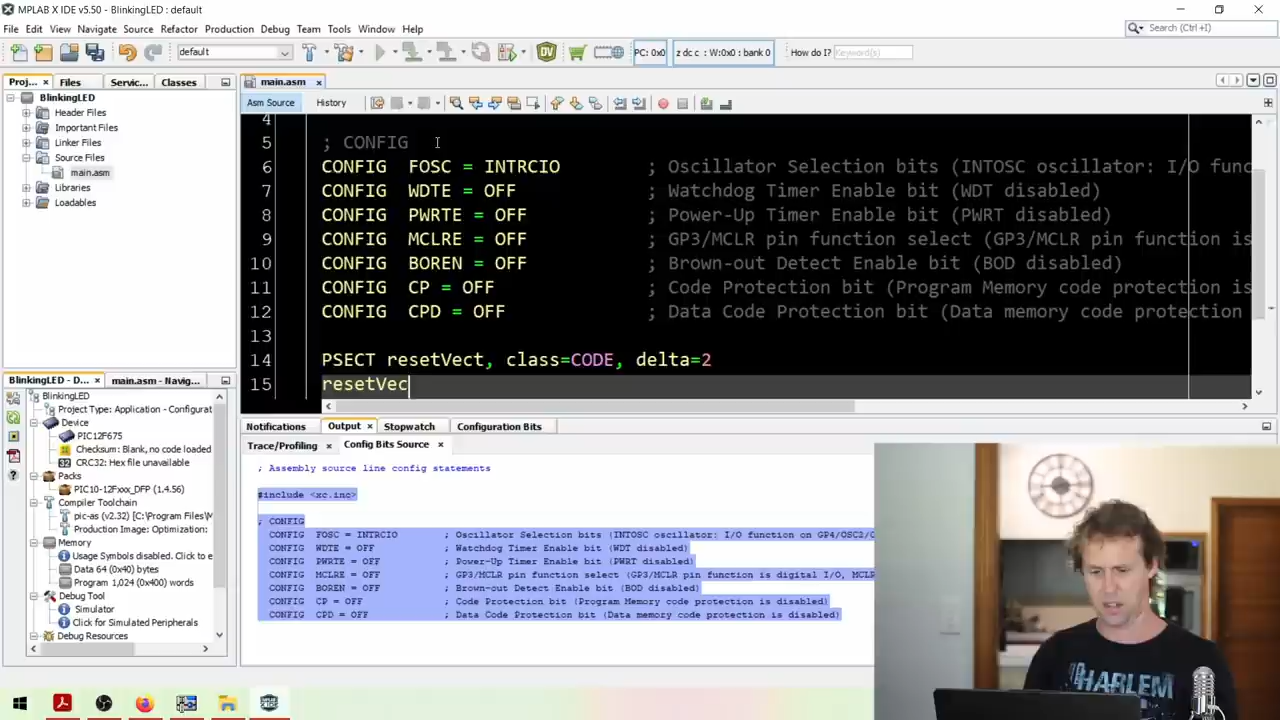 MPLAB X IDE v5.50 - BlinkingLED : default
File Edit View Navigate Source Refactor Production Debug Team Tools Window Help
Search (Ctrl+I)
default
PC: 0x0
z dc c : W:0x0 : bank 0
How do I?
Keyword(s)
Proj...
Files
Servic...
Classes
BlinkingLED
Header Files
Important Files
Linker Files
Source Files
main.asm
Libraries
Loadables
main.asm
Asm Source
History
4
5 ; CONFIG
6 CONFIG FOSC = INTRCIO ; Oscillator Selection bits (INTOSC oscillator: I/O func
7 CONFIG WDTE = OFF ; Watchdog Timer Enable bit (WDT disabled)
8 CONFIG PWRTE = OFF ; Power-Up Timer Enable bit (PWRT disabled)
9 CONFIG MCLRE = OFF ; GP3/MCLR pin function select (GP3/MCLR pin function is
10 CONFIG BOREN = OFF ; Brown-out Detect Enable bit (BOD disabled)
11 CONFIG CP = OFF ; Code Protection bit (Program Memory code protection is
12 CONFIG CPD = OFF ; Data Code Protection bit (Data memory code protection
13
14 PSECT resetVect, class=CODE, delta=2
15 resetVec
BlinkingLED - D...
main.asm - Navig...
BlinkingLED
Project Type: Application - Configurat
Device
PIC12F675
Checksum: Blank, no code loaded
CRC32: Hex file unavailable
Packs
PIC10-12Fxxx_DFP (1.4.56)
Compiler Toolchain
pic-as (v2.32) [C:\Program Files\M
Production Image: Optimization:
Memory
Usage Symbols disabled. Click to e
Data 64 (0x40) bytes
Program 1,024 (0x400) words
Debug Tool
Simulator
Click for Simulated Peripherals
Debug Resources
Notifications
Output
Stopwatch
Configuration Bits
Trace/Profiling
Config Bits Source
; Assembly source line config statements
#include <xc.inc>
; CONFIG
CONFIG FOSC = INTRCIO ; Oscillator Selection bits (INTOSC oscillator: I/O function on GP4/OSC2/C
CONFIG WDTE = OFF ; Watchdog Timer Enable bit (WDT disabled)
CONFIG PWRTE = OFF ; Power-Up Timer Enable bit (PWRT disabled)
CONFIG MCLRE = OFF ; GP3/MCLR pin function select (GP3/MCLR pin function is digital I/O, MCLR
CONFIG BOREN = OFF ; Brown-out Detect Enable bit (BOD disabled)
CONFIG CP = OFF ; Code Protection bit (Program Memory code protection is disabled)
CONFIG CPD = OFF ; Data Code Protection bit (Data memory code protection is disabled)
HARLEM